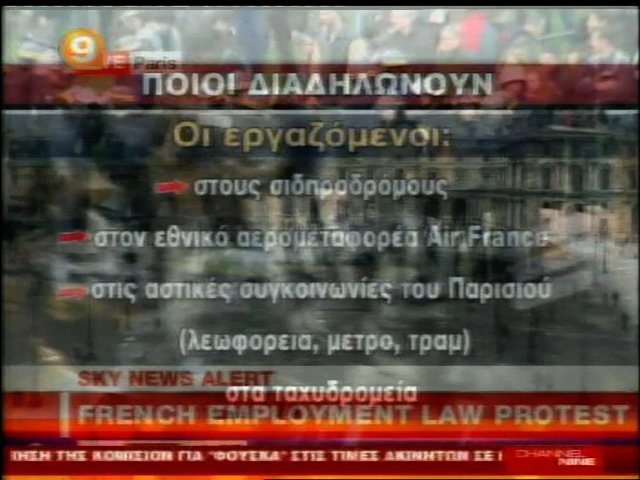 9
LIVE Paris
ΠΟΙΟΙ ΔΙΑΔΗΛΩΝΟΥΝ
Οι εργαζόμενοι:
στους σιδηροδρόμους
στον εθνικό αερομεταφορέα Air France
στις αστικές συγκοινωνίες του Παρισιού
(λεωφορεια, μετρο, τραμ)
SKY NEWS ALERT
στα ταχυδρομεία
FRENCH EMPLOYMENT LAW PROTEST
ΤΗΣ ΚΟΜΙΣΙΟΝ ΓΙΑ "ΦΟΥΣΚΑ" ΣΤΙΣ ΤΙΜΕΣ ΑΚΙΝΗΤΩΝ ΣΕ
CHANNEL
NINE